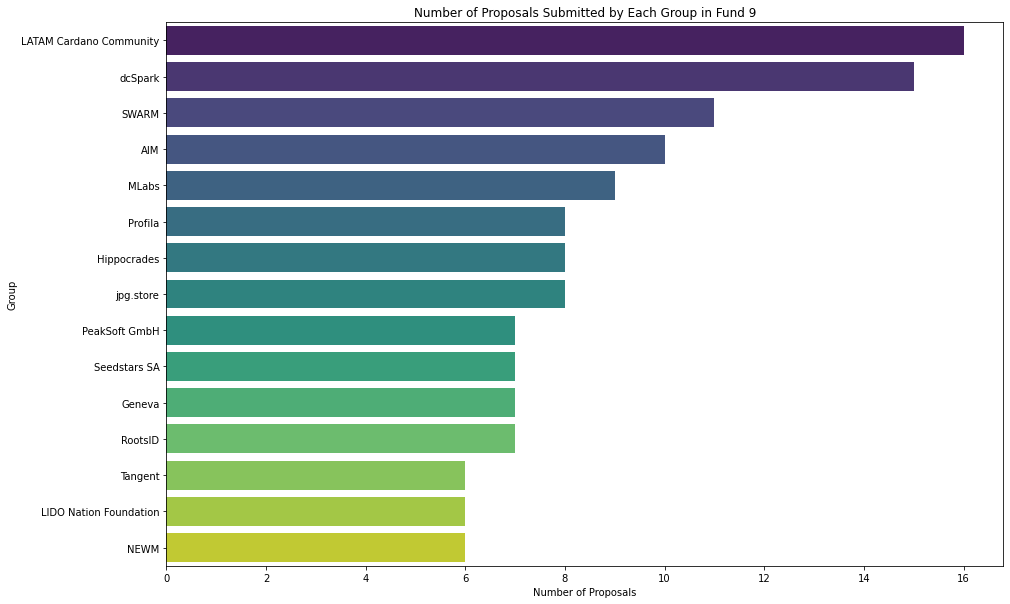 Number of Proposals Submitted by Each Group in Fund 9
Group
LATAM Cardano Community
dcSpark
SWARM
AIM
MLabs
Profila
Hippocrades
jpg.store
PeakSoft GmbH
Seedstars SA
Geneva
RootsID
Tangent
LIDO Nation Foundation
NEWM
0 2 4 6 8 10 12 14 16
Number of Proposals